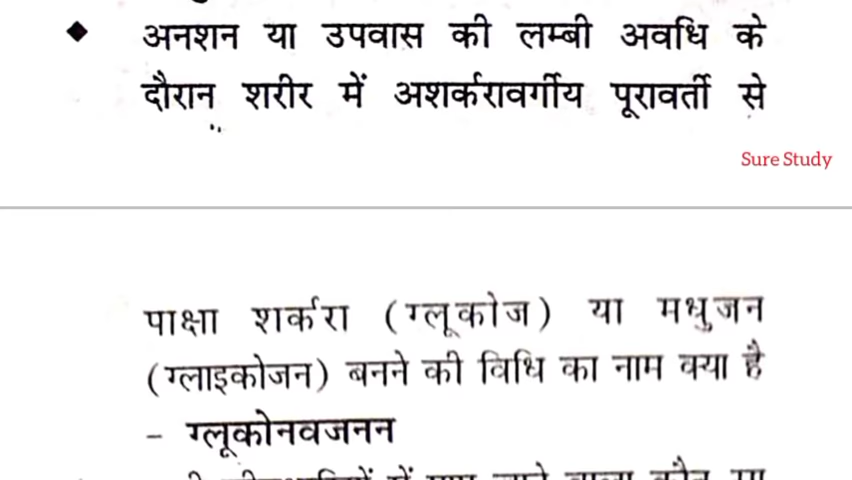 ◆ अनशन या उपवास की लम्बी अवधि के
दौरान शरीर में अशर्करावर्गीय पूरावर्ती से
Sure Study
पाक्षा शर्करा (ग्लूकोज) या मधुजन
(ग्लाइकोजन) बनने की विधि का नाम क्या है
– ग्लूकोनवजनन